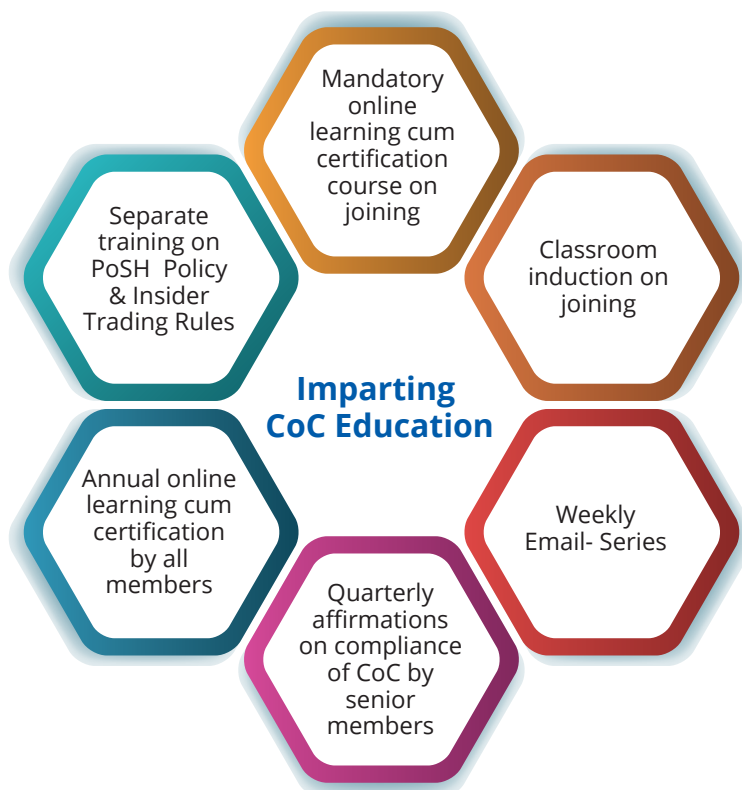 Mandatory
online
learning cum
certification
course on
joining
Separate
training on
PoSH Policy
& Insider
Trading Rules
Classroom
induction on
joining
Imparting
CoC Education
Annual online
learning cum
certification
by all
members
Weekly
Email- Series
Quarterly
affirmations
on compliance
of CoC by
senior
members